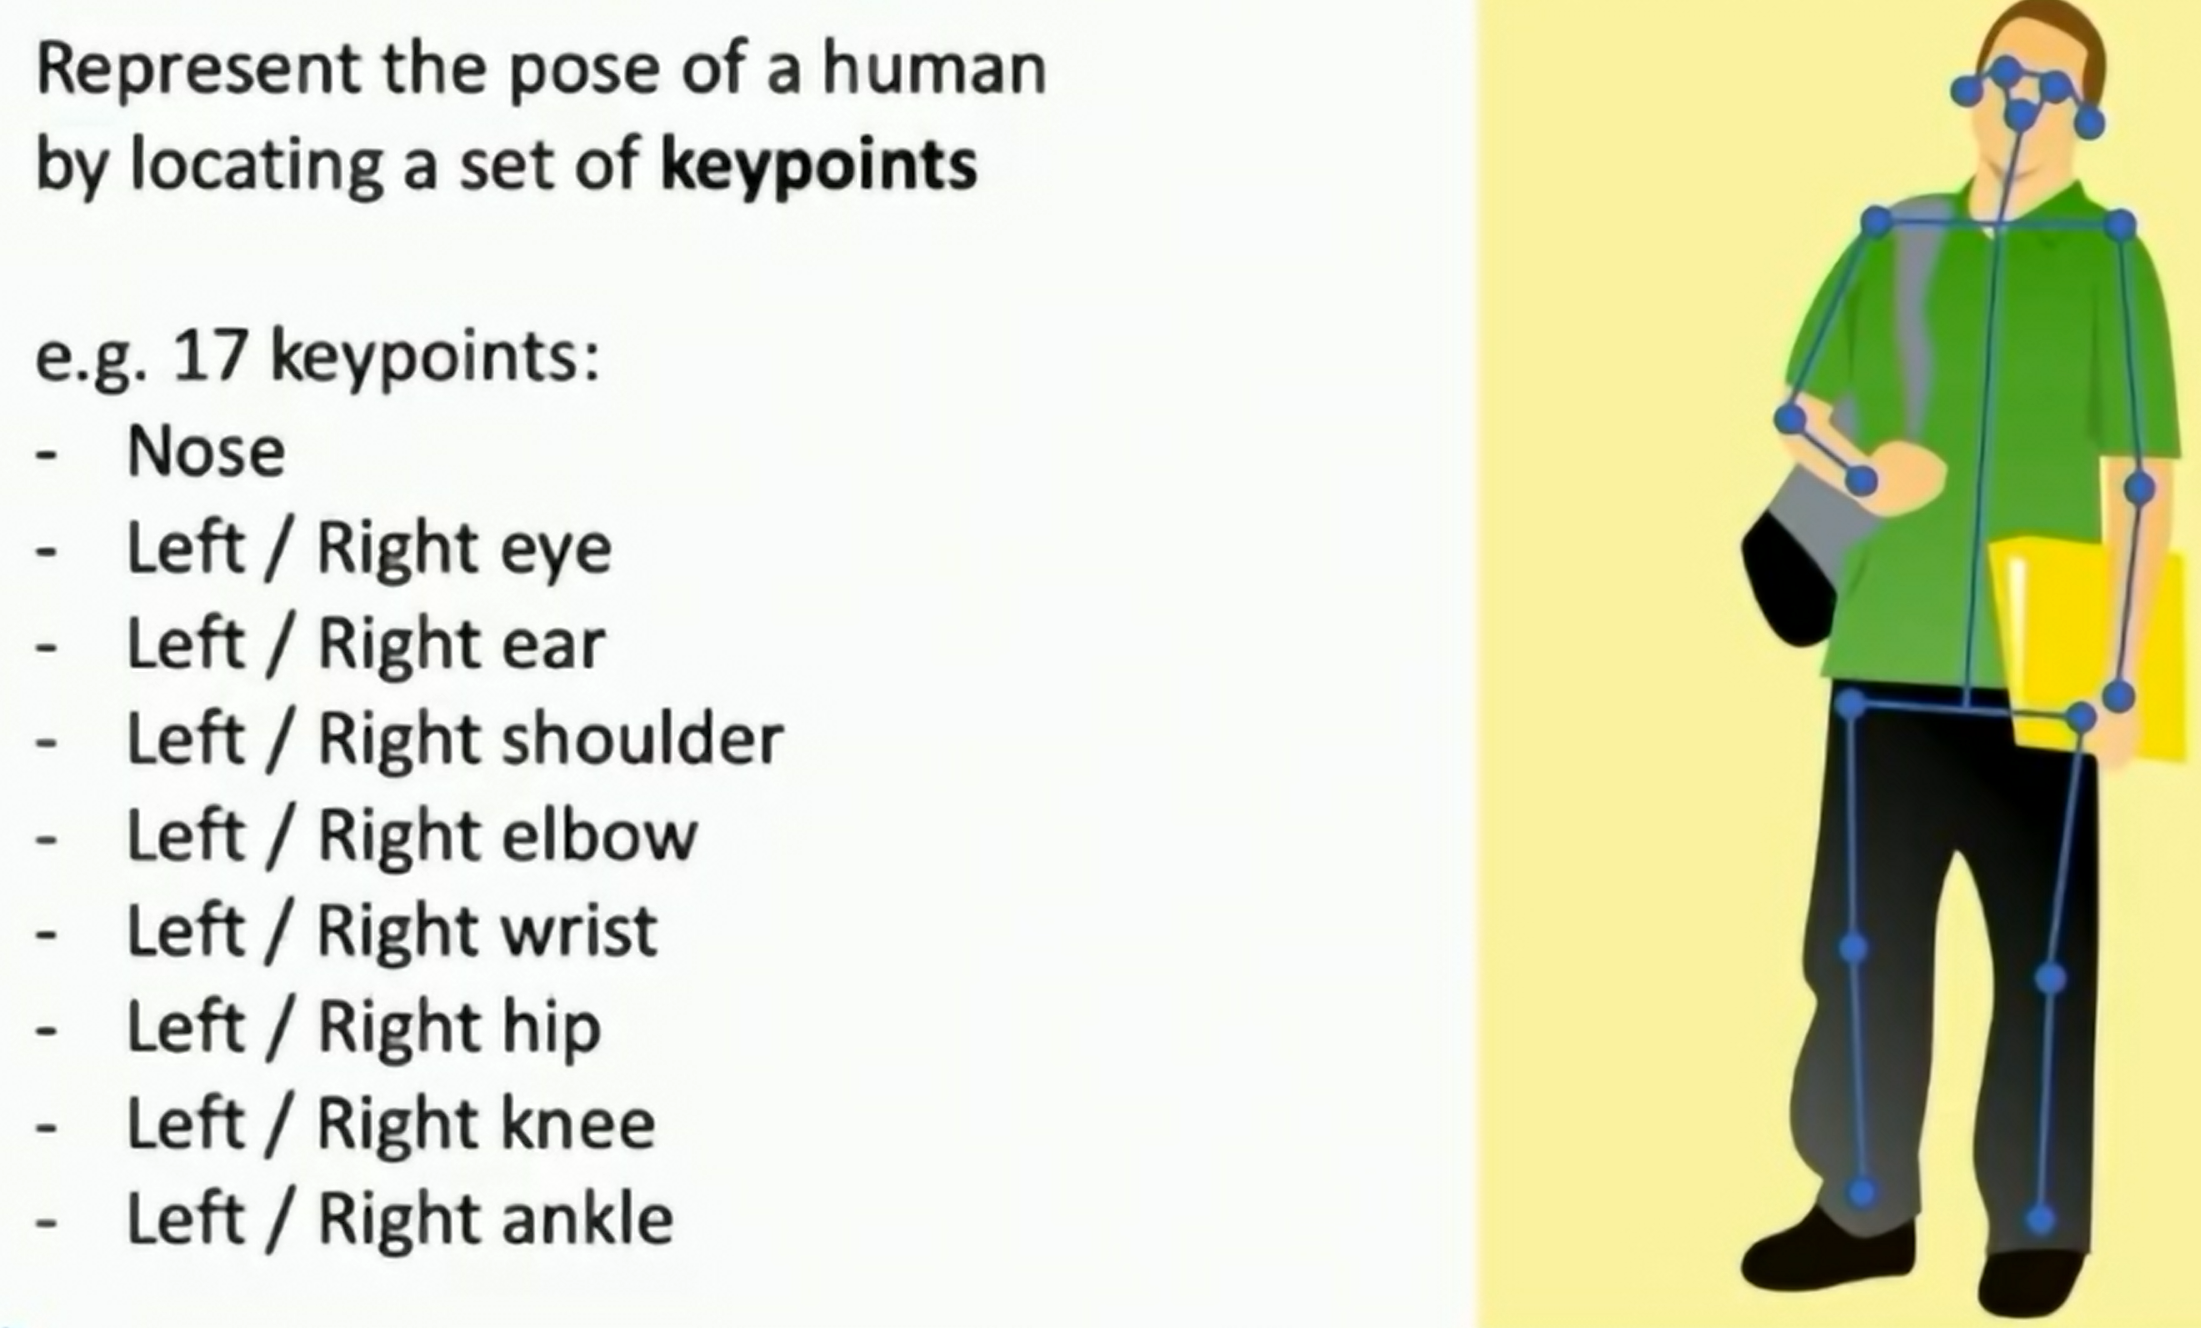 Represent the pose of a human
by locating a set of keypoints
e.g. 17 keypoints:
- Nose
- Left / Right eye
- Left / Right ear
- Left / Right shoulder
- Left / Right elbow
- Left / Right wrist
- Left / Right hip
- Left / Right knee
- Left / Right ankle